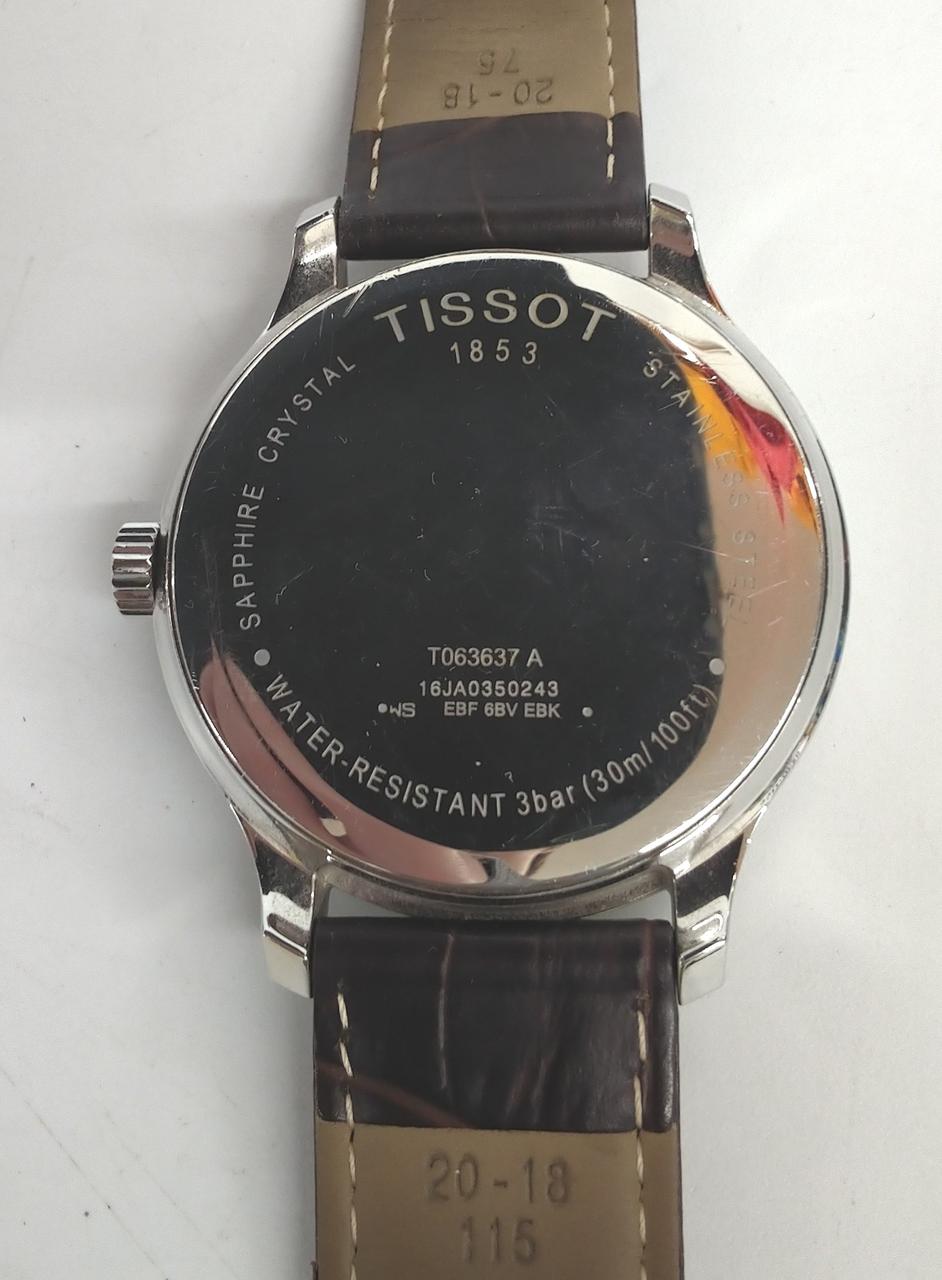 20-18
75
TISSOT
1853
SAPPHIRE CRYSTAL
STAINLESS STEEL
T063637 A
16JA0350243
WS EBF 6BV EBK
WATER-RESISTANT 3bar (30m/100ft)
20-18
115